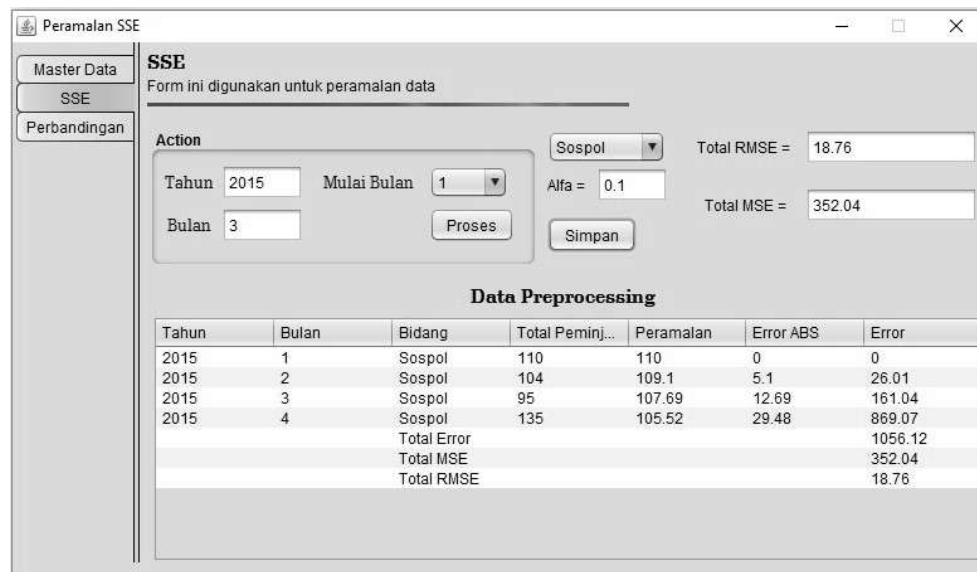 Peramalan SSE
Master Data
SSE
Perbandingan
SSE
Form ini digunakan untuk peramalan data
Action
Tahun 2015 Mulai Bulan 1
Bulan 3 Proses
Sospol
Alfa = 0.1
Simpan
Total RMSE = 18.76
Total MSE = 352.04
Data Preprocessing
Tahun Bulan Bidang Total Peminj... Peramalan Error ABS Error
2015 1 Sospol 110 110 0 0
2015 2 Sospol 104 109.1 5.1 26.01
2015 3 Sospol 95 107.69 12.69 161.04
2015 4 Sospol 135 105.52 29.48 869.07
Total Error 1056.12
Total MSE 352.04
Total RMSE 18.76